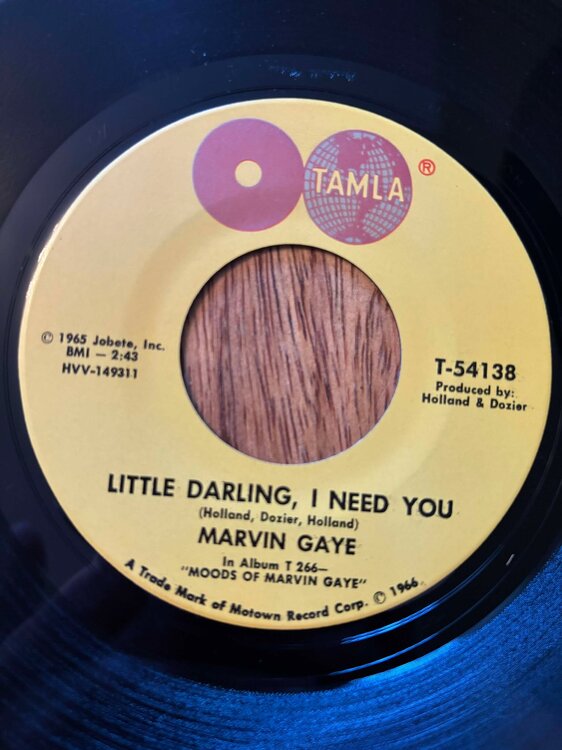 TAMLA ®
© 1965 Jobete, Inc.
BMI — 2:43
HVV-149311
T-54138
Produced by:
Holland & Dozier
LITTLE DARLING, I NEED YOU
(Holland, Dozier, Holland)
MARVIN GAYE
In Album T 266—
"MOODS OF MARVIN GAYE"
A Trade Mark of Motown Record Corp. © 1966